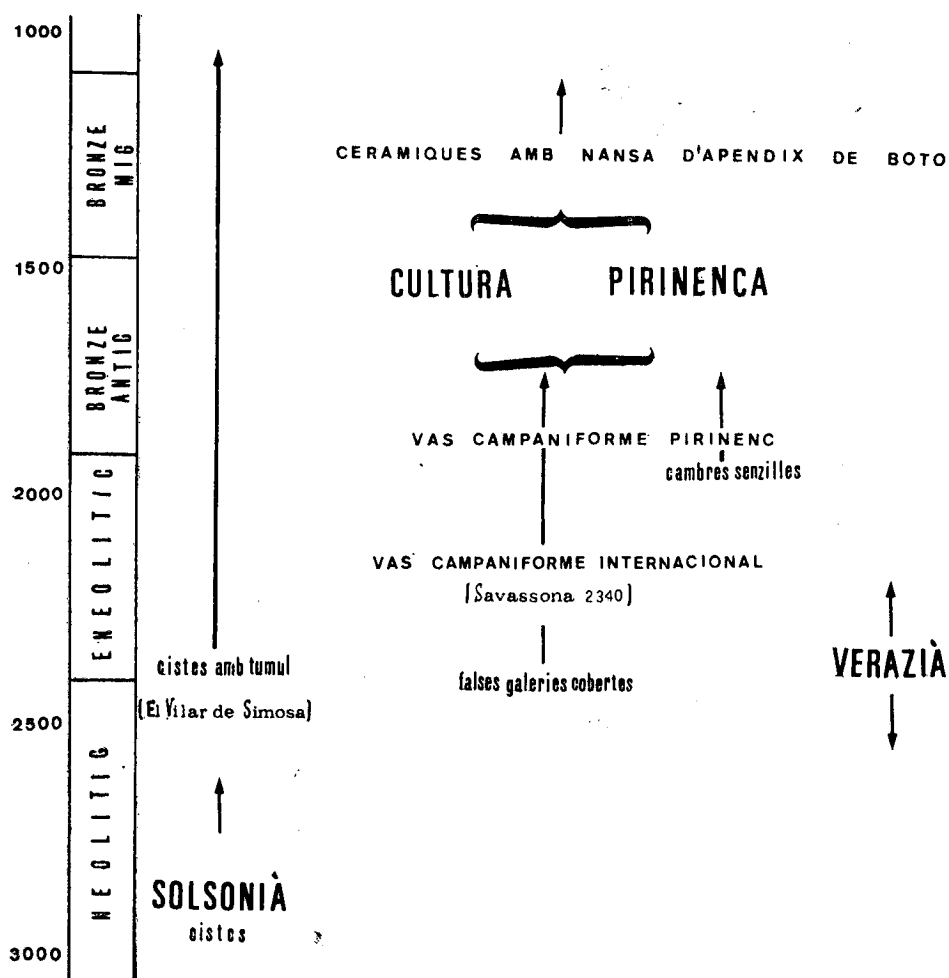 1000
BRONZE MIG
CERAMIQUES AMB NANSA D'APENDIX DE BOTO
1500
CULTURA PIRINENCA
BRONZE ANTIG
VAS CAMPANIFORME PIRINENC
cambres senzilles
2000
ENEOLITIC
VAS CAMPANIFORME INTERNACIONAL
(Savassona 2340)
cistes amb tumul
falses galeries cobertes
VERAZIÀ
(El Vilar de Simosa)
2500
NEOLITIG
SOLSONIÀ
cistes
3000